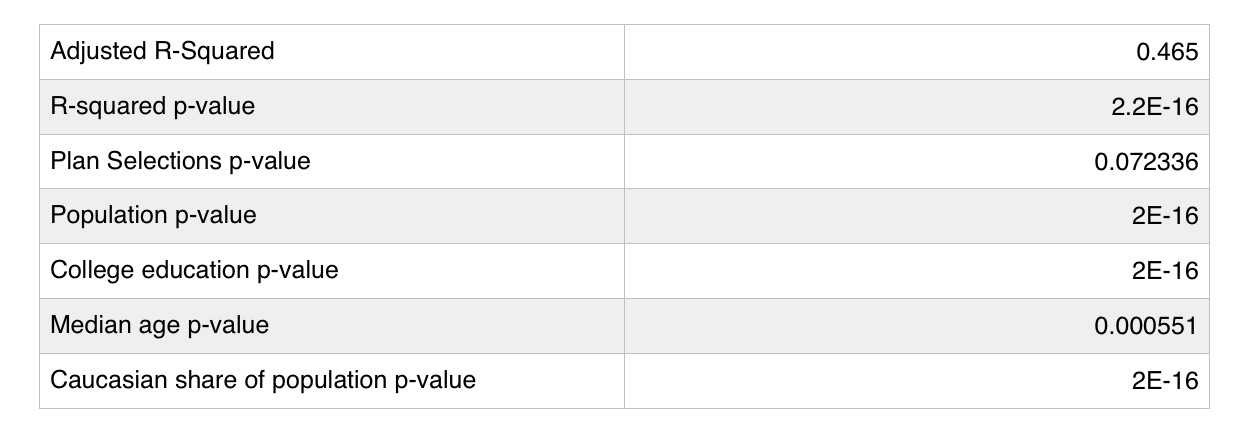 Adjusted R-Squared 0.465
R-squared p-value 2.2E-16
Plan Selections p-value 0.072336
Population p-value 2E-16
College education p-value 2E-16
Median age p-value 0.000551
Caucasian share of population p-value 2E-16